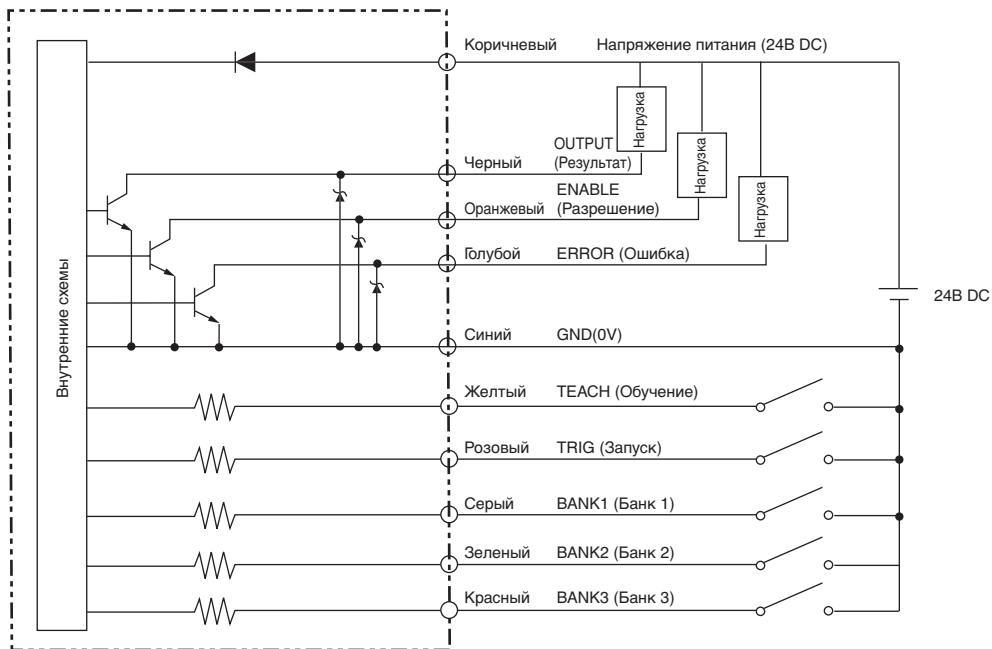 Коричневый Напряжение питания (24В DC)
Нагрузка
Нагрузка
Нагрузка
OUTPUT
Черный (Результат)
ENABLE
Оранжевый (Разрешение)
Голубой ERROR (Ошибка)
24В DC
Внутренние схемы
Синий GND(0V)
Желтый TEACH (Обучение)
Розовый TRIG (Запуск)
Серый BANK1 (Банк 1)
Зеленый BANK2 (Банк 2)
Красный BANK3 (Банк 3)